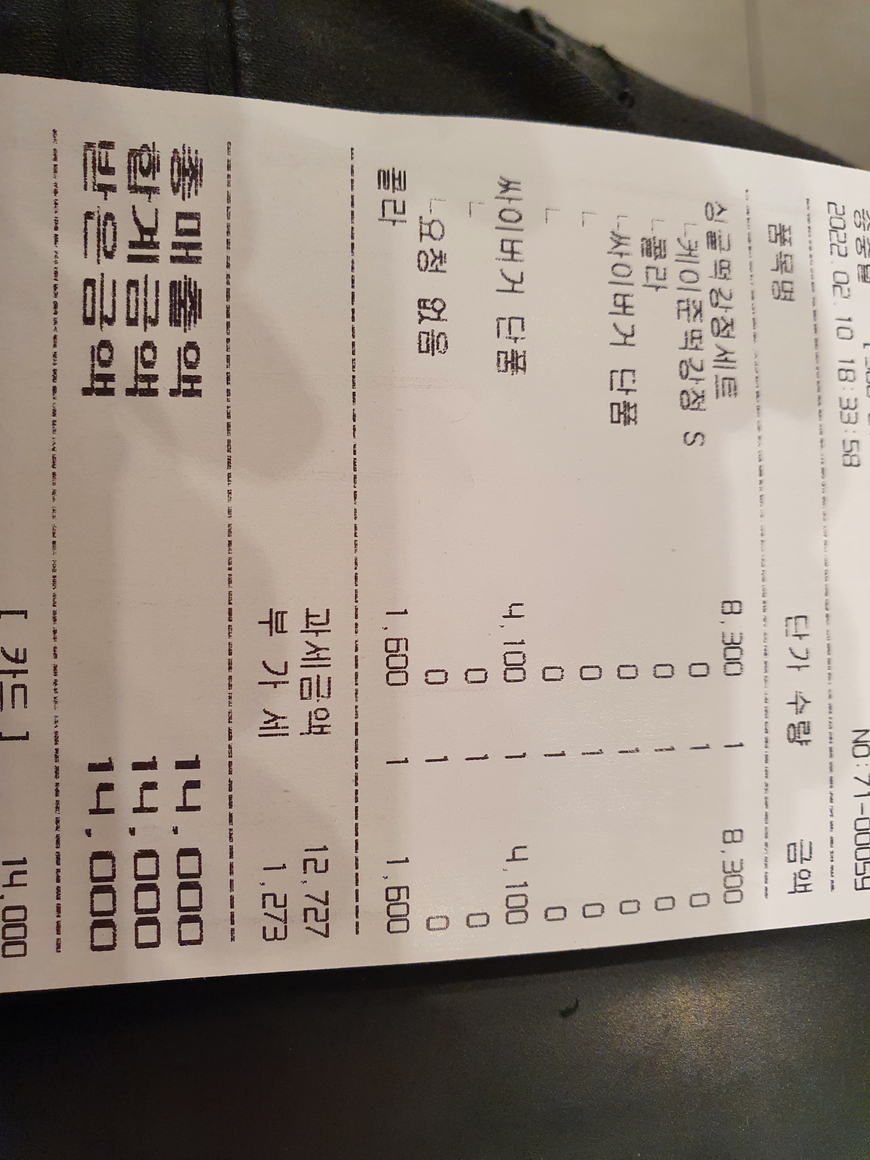 2022.02.10 18:33:58 NO:71-00059
품목명 단가 수량 금액
싱글떡강정세트 8,300 1 8,300
└케이준떡강정 S 0 1 0
└콜라 0 1 0
└싸이버거 단품 0 1 0
└ 0 1 0
└ 0 1 0
싸이버거 단품 4,100 1 4,100
└ 0 1 0
└요청 없음 0 1 0
콜라 1,600 1 1,600
과세금액 12,727
부 가 세 1,273
총 매 출 액 14,000
합 계 금 액 14,000
받 은 금 액 14,000
[ 카드 ] 14,000